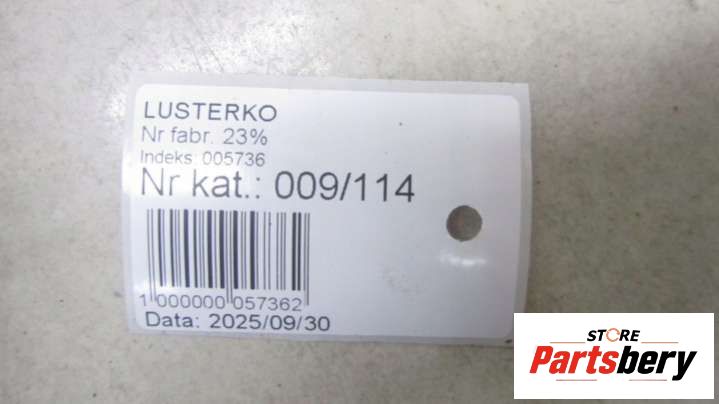 LUSTERKO
Nr fabr. 23%
Indeks: 005736
Nr kat.: 009/114
1 000000 057362
Data: 2025/09/30
STORE
Partsbery